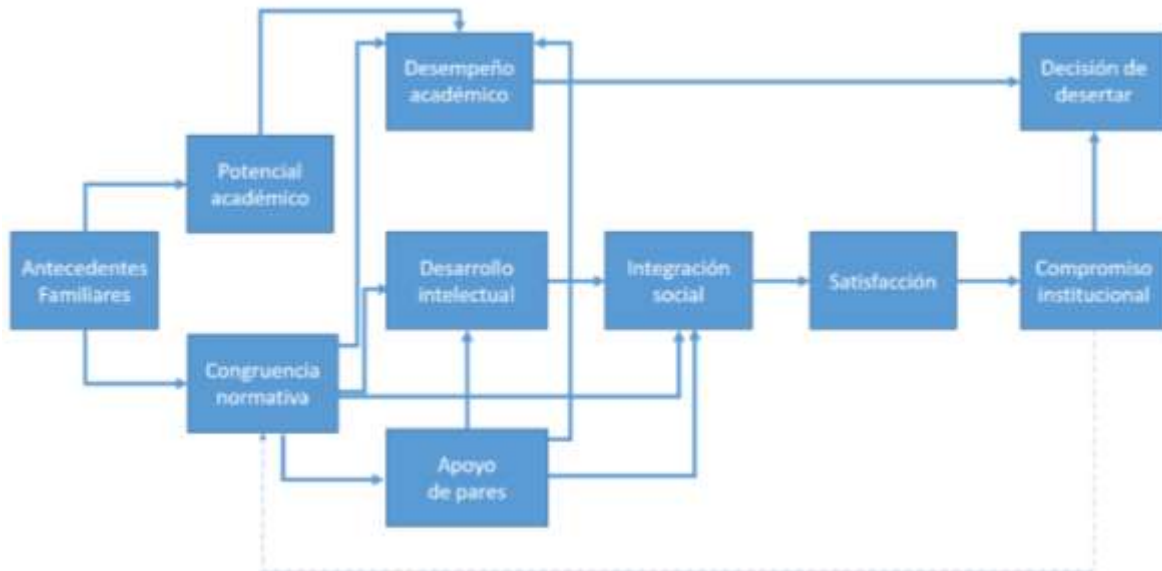 Desempeño
académico
Decisión de
desertar
Potencial
académico
Antecedentes
Familiares
Desarrollo
intelectual
Integración
social
Satisfacción
Compromiso
institucional
Congruencia
normativa
Apoyo
de pares